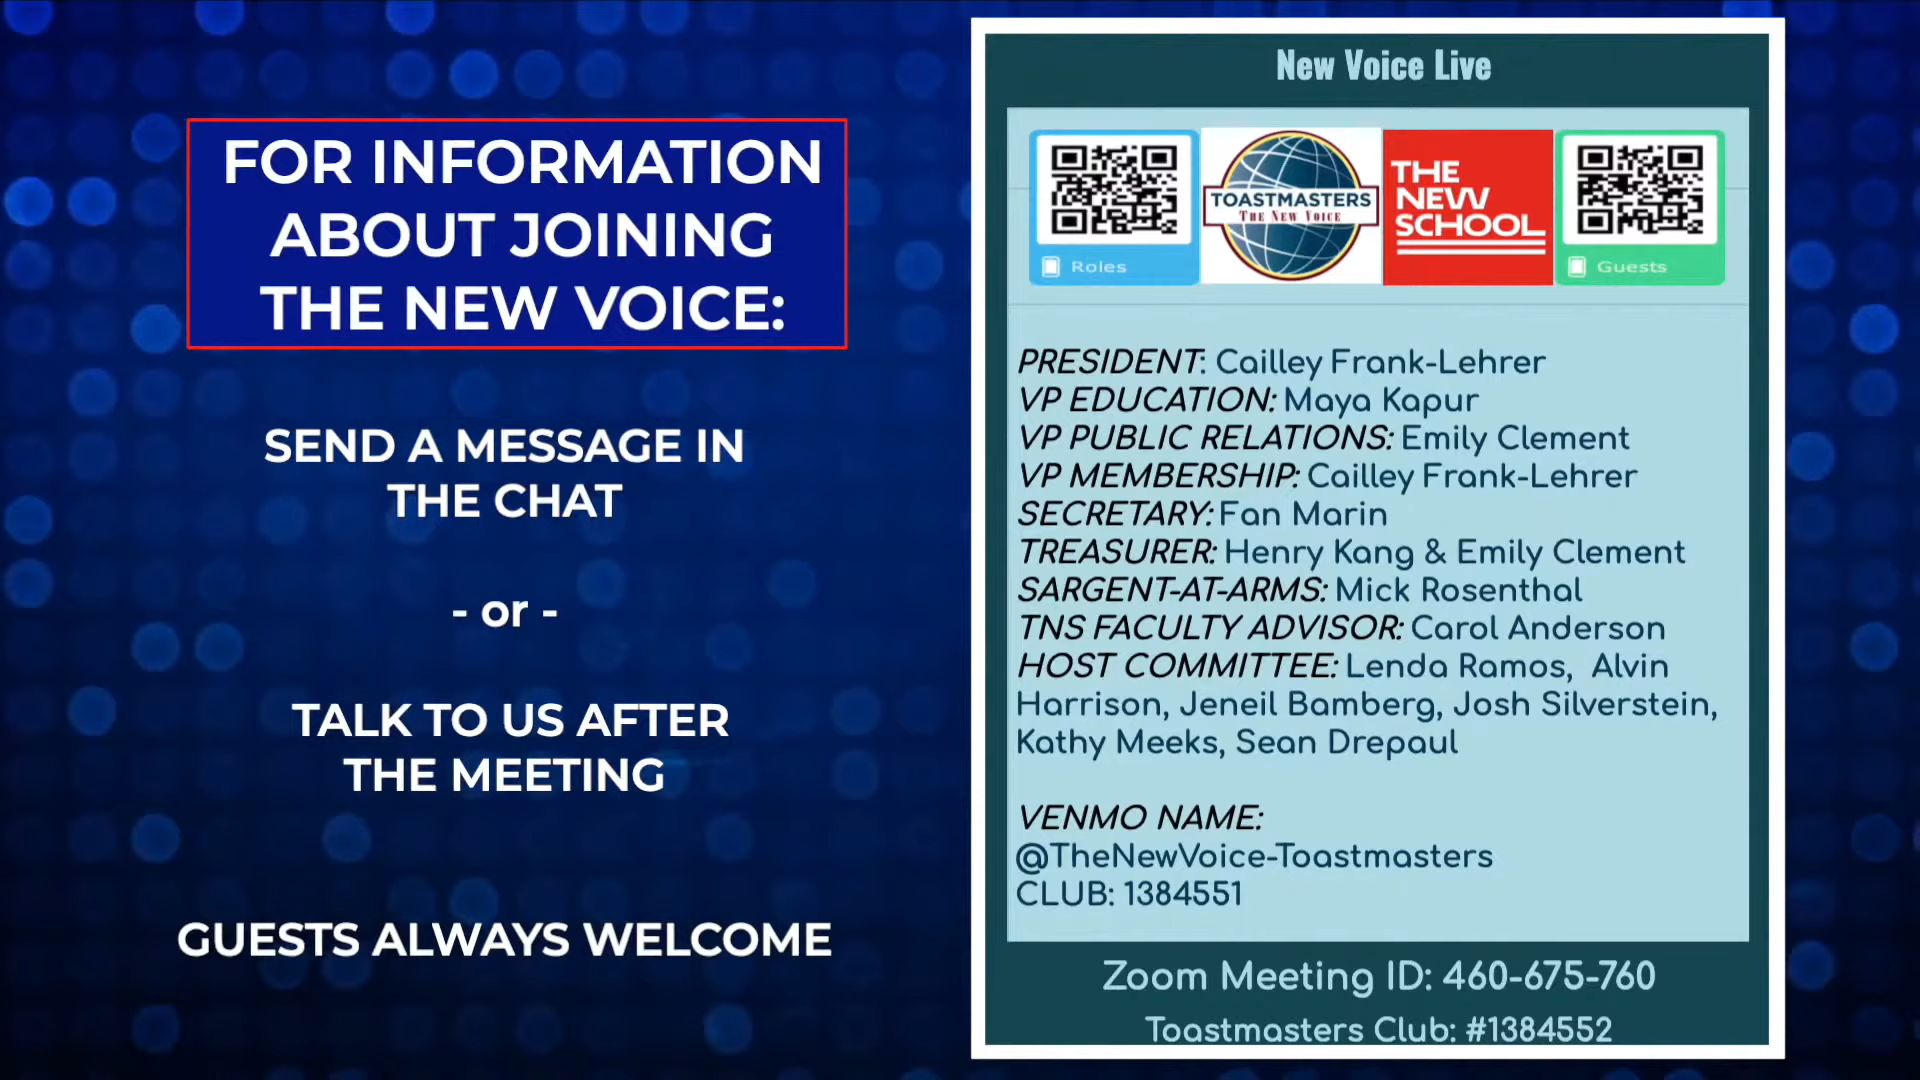 FOR INFORMATION
ABOUT JOINING
THE NEW VOICE:
SEND A MESSAGE IN
THE CHAT
- or -
TALK TO US AFTER
THE MEETING
GUESTS ALWAYS WELCOME
New Voice Live
Roles
TOASTMASTERS
THE NEW VOICE
THE
NEW
SCHOOL
Guests
PRESIDENT: Cailley Frank-Lehrer
VP EDUCATION: Maya Kapur
VP PUBLIC RELATIONS: Emily Clement
VP MEMBERSHIP: Cailley Frank-Lehrer
SECRETARY: Fan Marin
TREASURER: Henry Kang & Emily Clement
SARGENT-AT-ARMS: Mick Rosenthal
TNS FACULTY ADVISOR: Carol Anderson
HOST COMMITTEE: Lenda Ramos, Alvin
Harrison, Jeneil Bamberg, Josh Silverstein,
Kathy Meeks, Sean Drepaul
VENMO NAME:
@TheNewVoice-Toastmasters
CLUB: 1384551
Zoom Meeting ID: 460-675-760
Toastmasters Club: #1384552